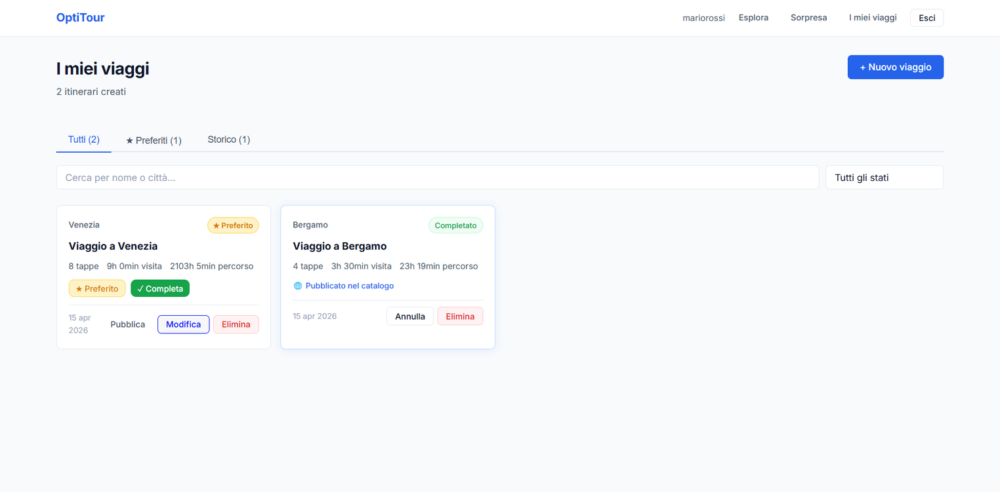 OptiTour
mariorossi Esplora Sorpresa I miei viaggi Esci
I miei viaggi
+ Nuovo viaggio
2 itinerari creati
Tutti (2) ★ Preferiti (1) Storico (1)
Cerca per nome o città... Tutti gli stati
Venezia ★ Preferito
Viaggio a Venezia
8 tappe 9h 0min visita 2103h 5min percorso
★ Preferito ✓ Completa
15 apr 2026 Pubblica Modifica Elimina
Bergamo Completato
Viaggio a Bergamo
4 tappe 3h 30min visita 23h 19min percorso
🌐 Pubblicato nel catalogo
15 apr 2026 Annulla Elimina